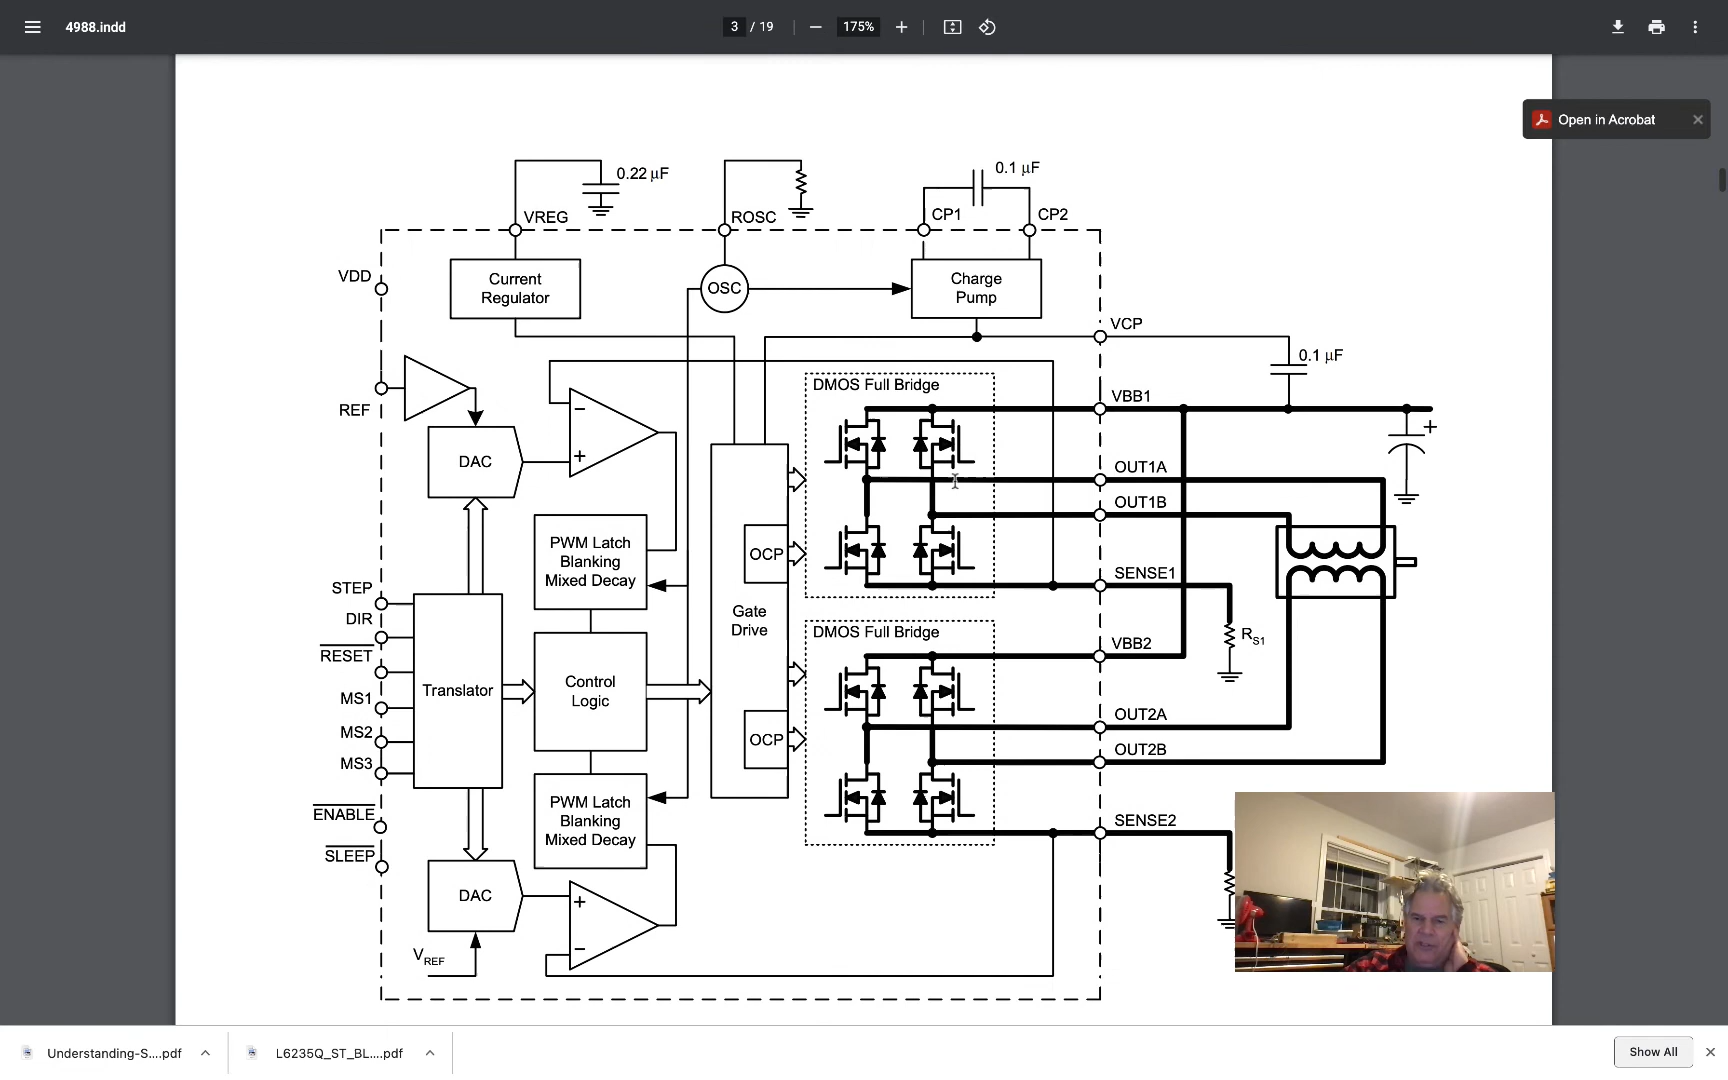 4988.indd
3 / 19
175%
Open in Acrobat
0.22 µF
0.1 µF
VREG
ROSC
CP1
CP2
VDD
Current
Regulator
OSC
Charge
Pump
VCP
0.1 µF
REF
DMOS Full Bridge
VBB1
−
+
+
DAC
OUT1A
OUT1B
PWM Latch
Blanking
Mixed Decay
OCP
SENSE1
STEP
DIR
RESET
MS1
MS2
MS3
Translator
Control
Logic
Gate
Drive
DMOS Full Bridge
RS1
VBB2
OUT2A
OCP
OUT2B
ENABLE
SLEEP
PWM Latch
Blanking
Mixed Decay
SENSE2
DAC
+
−
VREF
Understanding-S....pdf
L6235Q_ST_BL....pdf
Show All